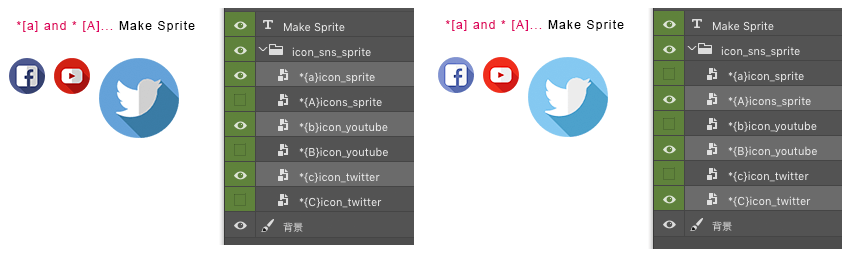 *[a] and * [A]... Make Sprite
Make Sprite
icon_sns_sprite
*{a}icon_sprite
*{A}icons_sprite
*{b}icon_youtube
*{B}icon_youtube
*{c}icon_twitter
*{C}icon_twitter
背景
*[a] and * [A]... Make Sprite
Make Sprite
icon_sns_sprite
*{a}icon_sprite
*{A}icons_sprite
*{b}icon_youtube
*{B}icon_youtube
*{c}icon_twitter
*{C}icon_twitter
背景